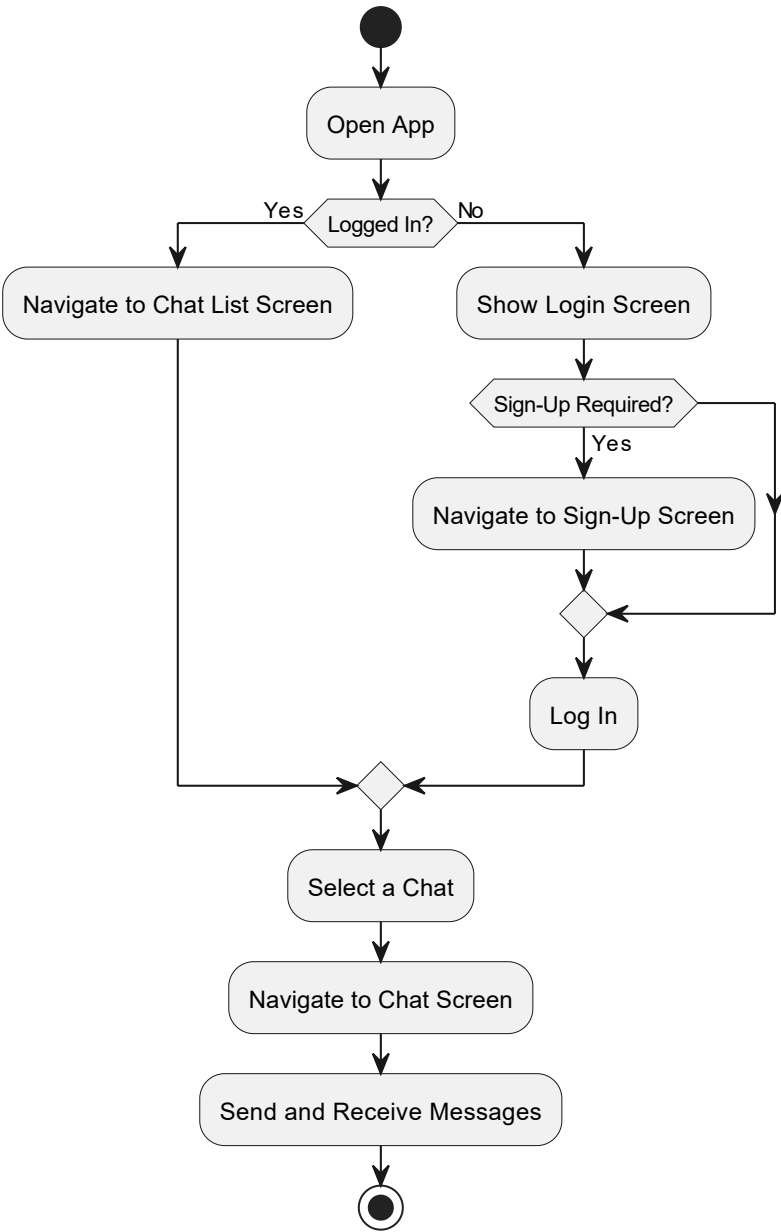 Open App
Yes
Logged In?
No
Navigate to Chat List Screen
Show Login Screen
Sign-Up Required?
Yes
Navigate to Sign-Up Screen
Log In
Select a Chat
Navigate to Chat Screen
Send and Receive Messages